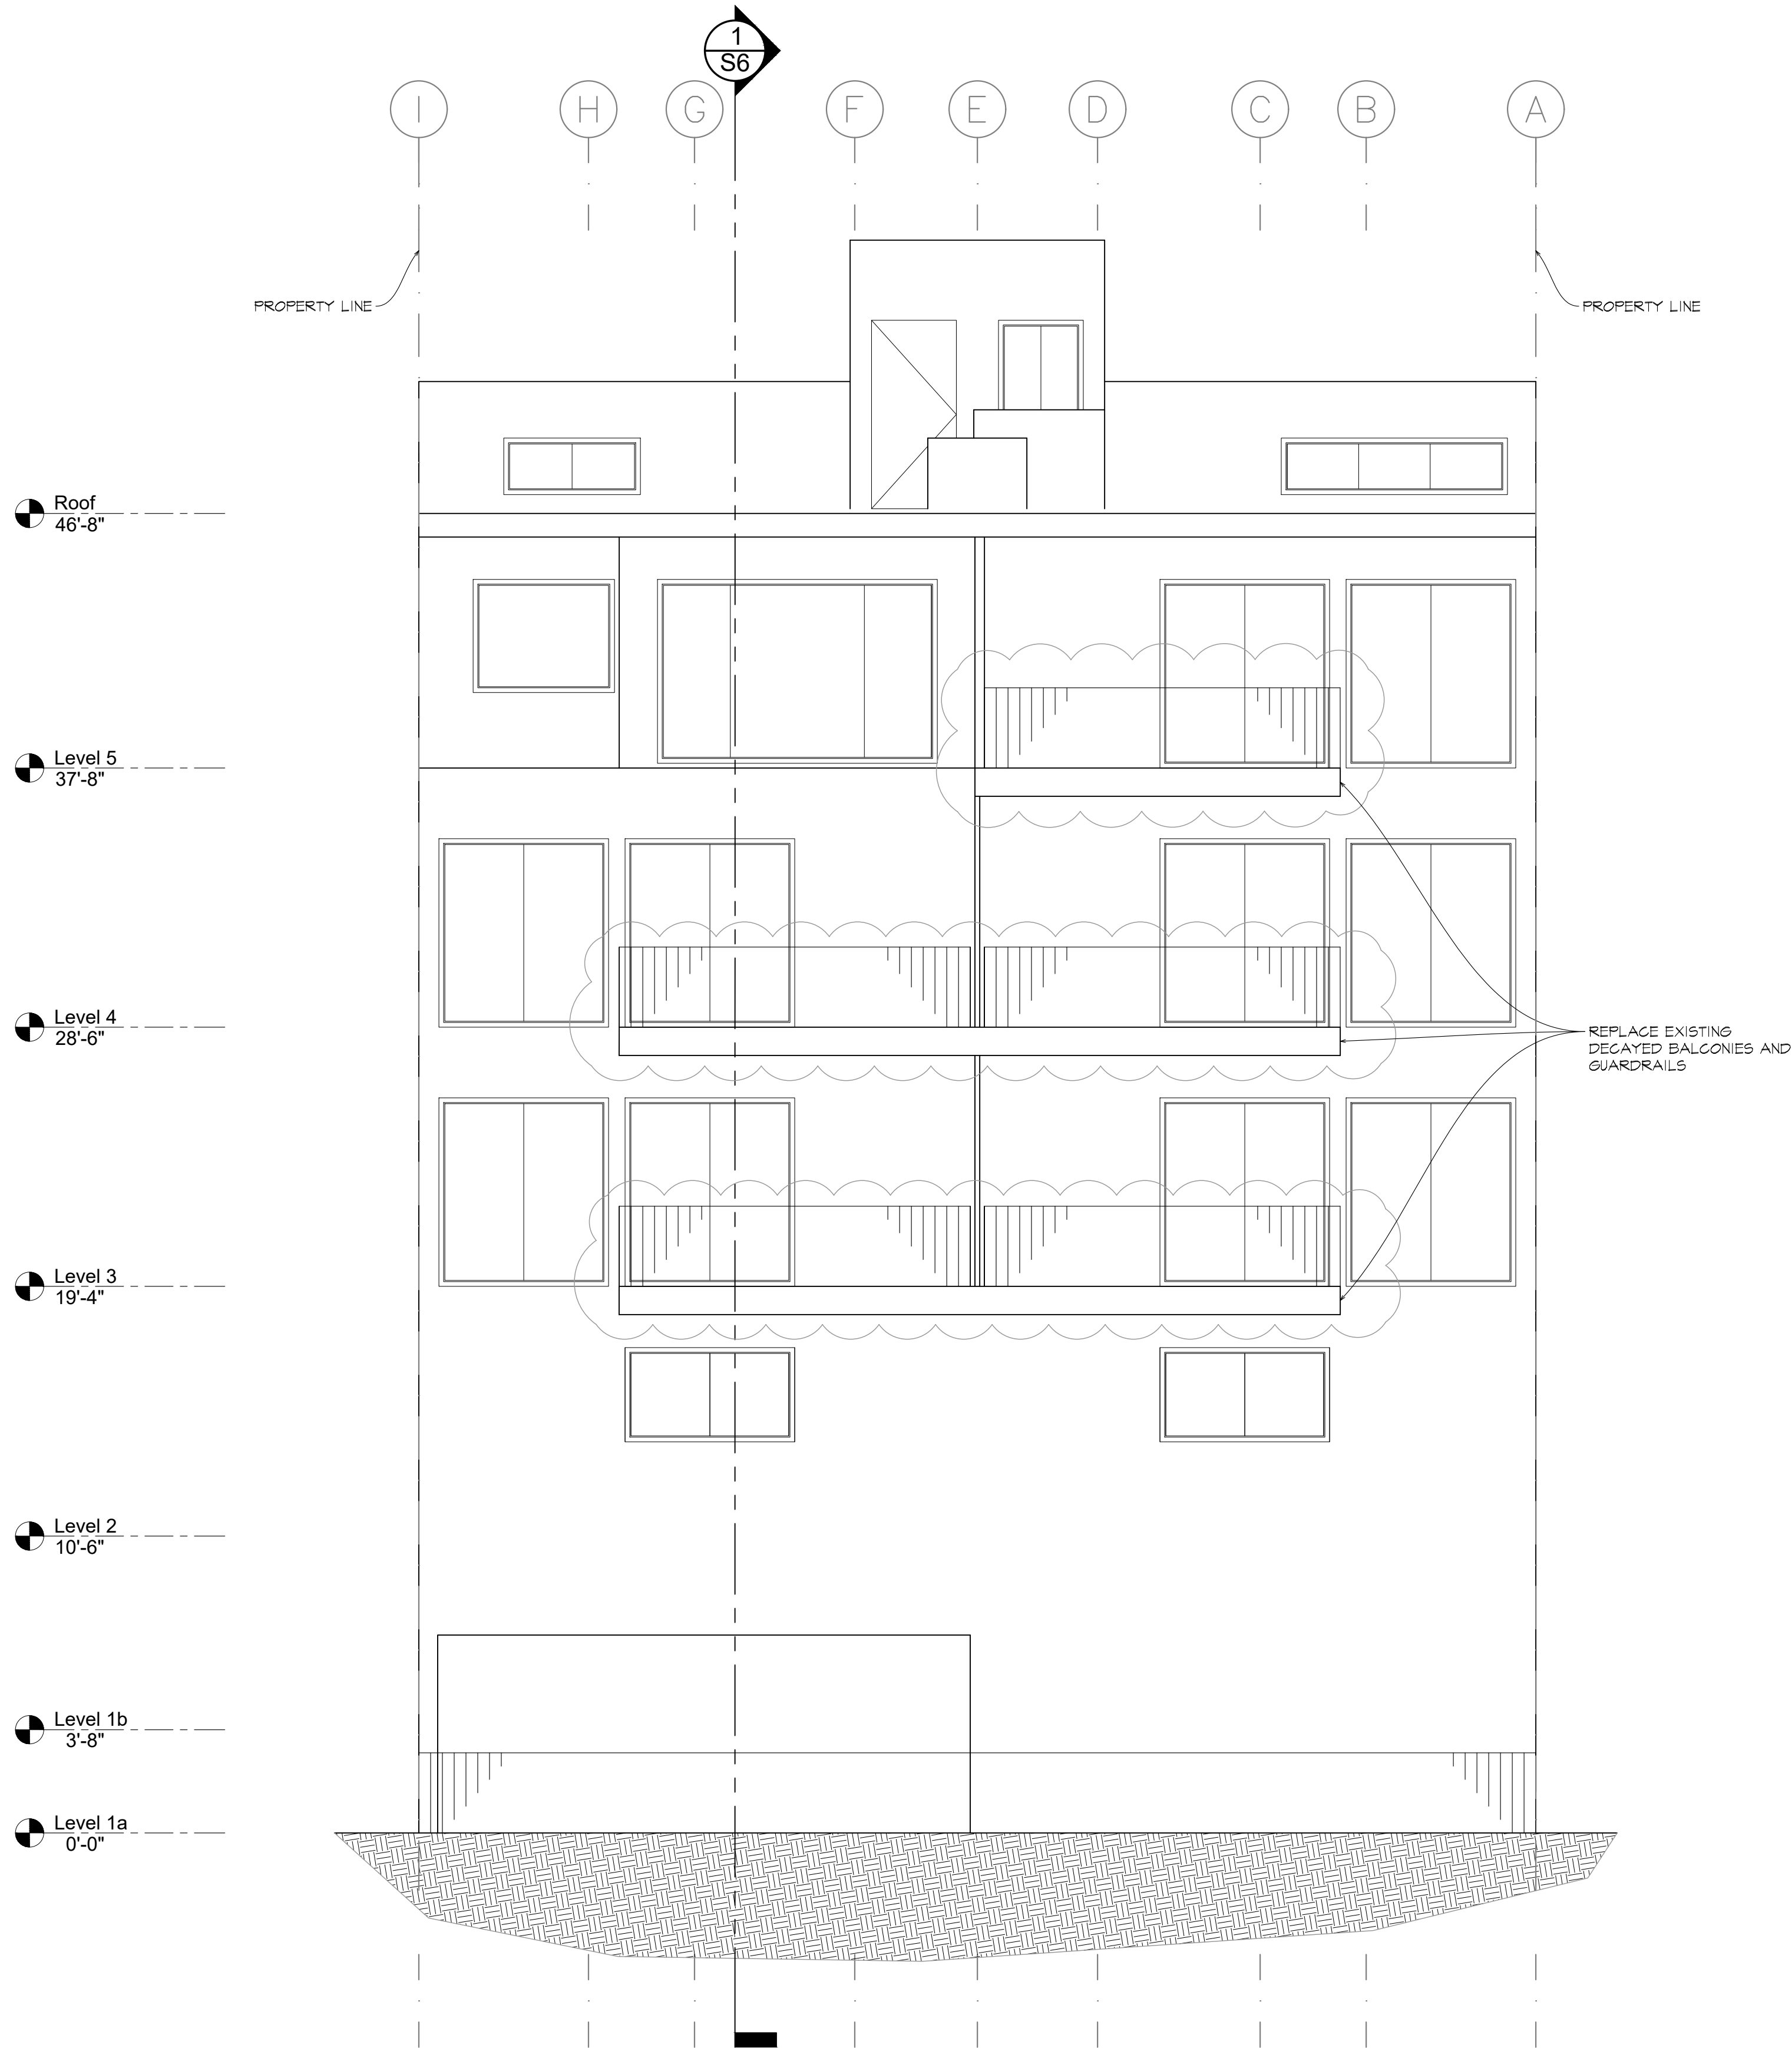 1
S6
I H G F E D C B A
PROPERTY LINE
PROPERTY LINE
Roof
46'-8"
Level 5
37'-8"
Level 4
28'-6"
REPLACE EXISTING
DECAYED BALCONIES AND
GUARDRAILS
Level 3
19'-4"
Level 2
10'-6"
Level 1b
3'-8"
Level 1a
0'-0"